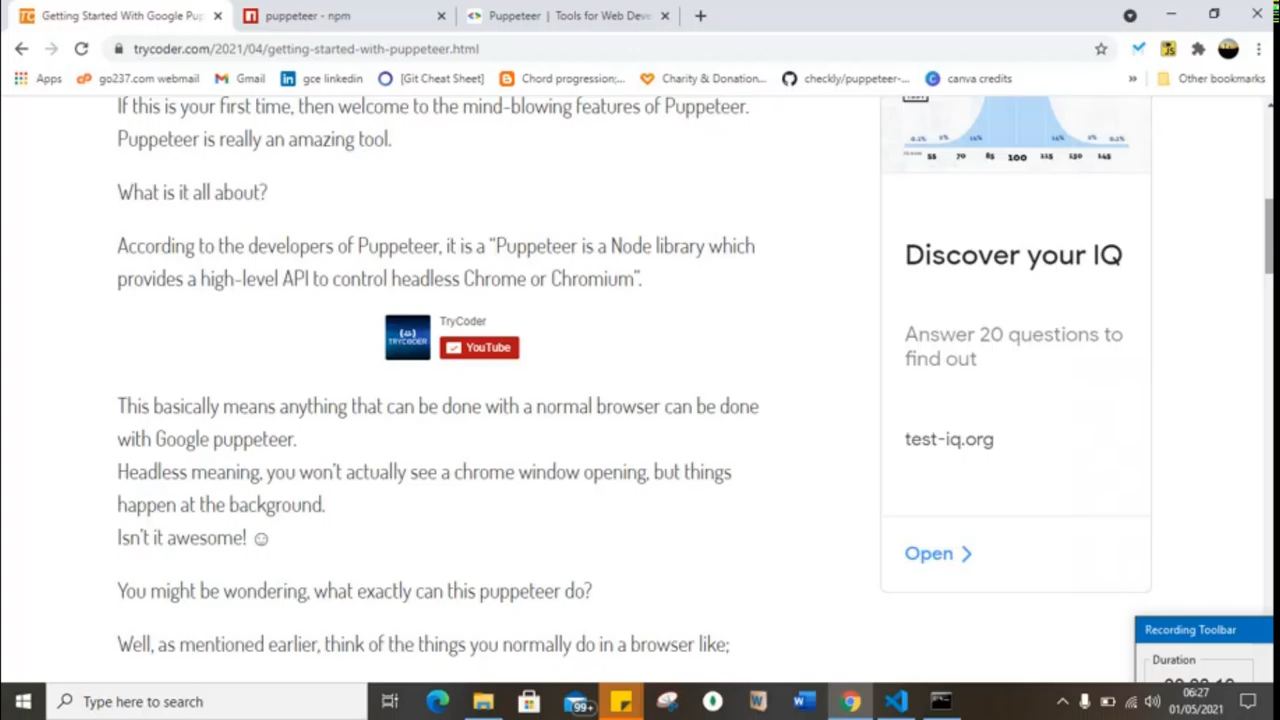 Getting Started With Google Pup
puppeteer - npm
Puppeteer | Tools for Web Deve
trycoder.com/2021/04/getting-started-with-puppeteer.html
Apps
go237.com webmail
Gmail
gce linkedin
[Git Cheat Sheet]
Chord progression;...
Charity & Donation...
checkly/puppeteer-...
canva credits
»
Other bookmarks
If this is your first time, then welcome to the mind-blowing features of Puppeteer.
Puppeteer is really an amazing tool.
What is it all about?
According to the developers of Puppeteer, it is a “Puppeteer is a Node library which
provides a high-level API to control headless Chrome or Chromium”.
TryCoder
{ }
TRYCODER
YouTube
This basically means anything that can be done with a normal browser can be done
with Google puppeteer.
Headless meaning, you won’t actually see a chrome window opening, but things
happen at the background.
Isn’t it awesome! ☺
You might be wondering, what exactly can this puppeteer do?
Well, as mentioned earlier, think of the things you normally do in a browser like;
55 70 85 100 115 130 145
Discover your IQ
Answer 20 questions to
find out
test-iq.org
Open
Recording Toolbar
Duration
Type here to search
99+
06:27
01/05/2021